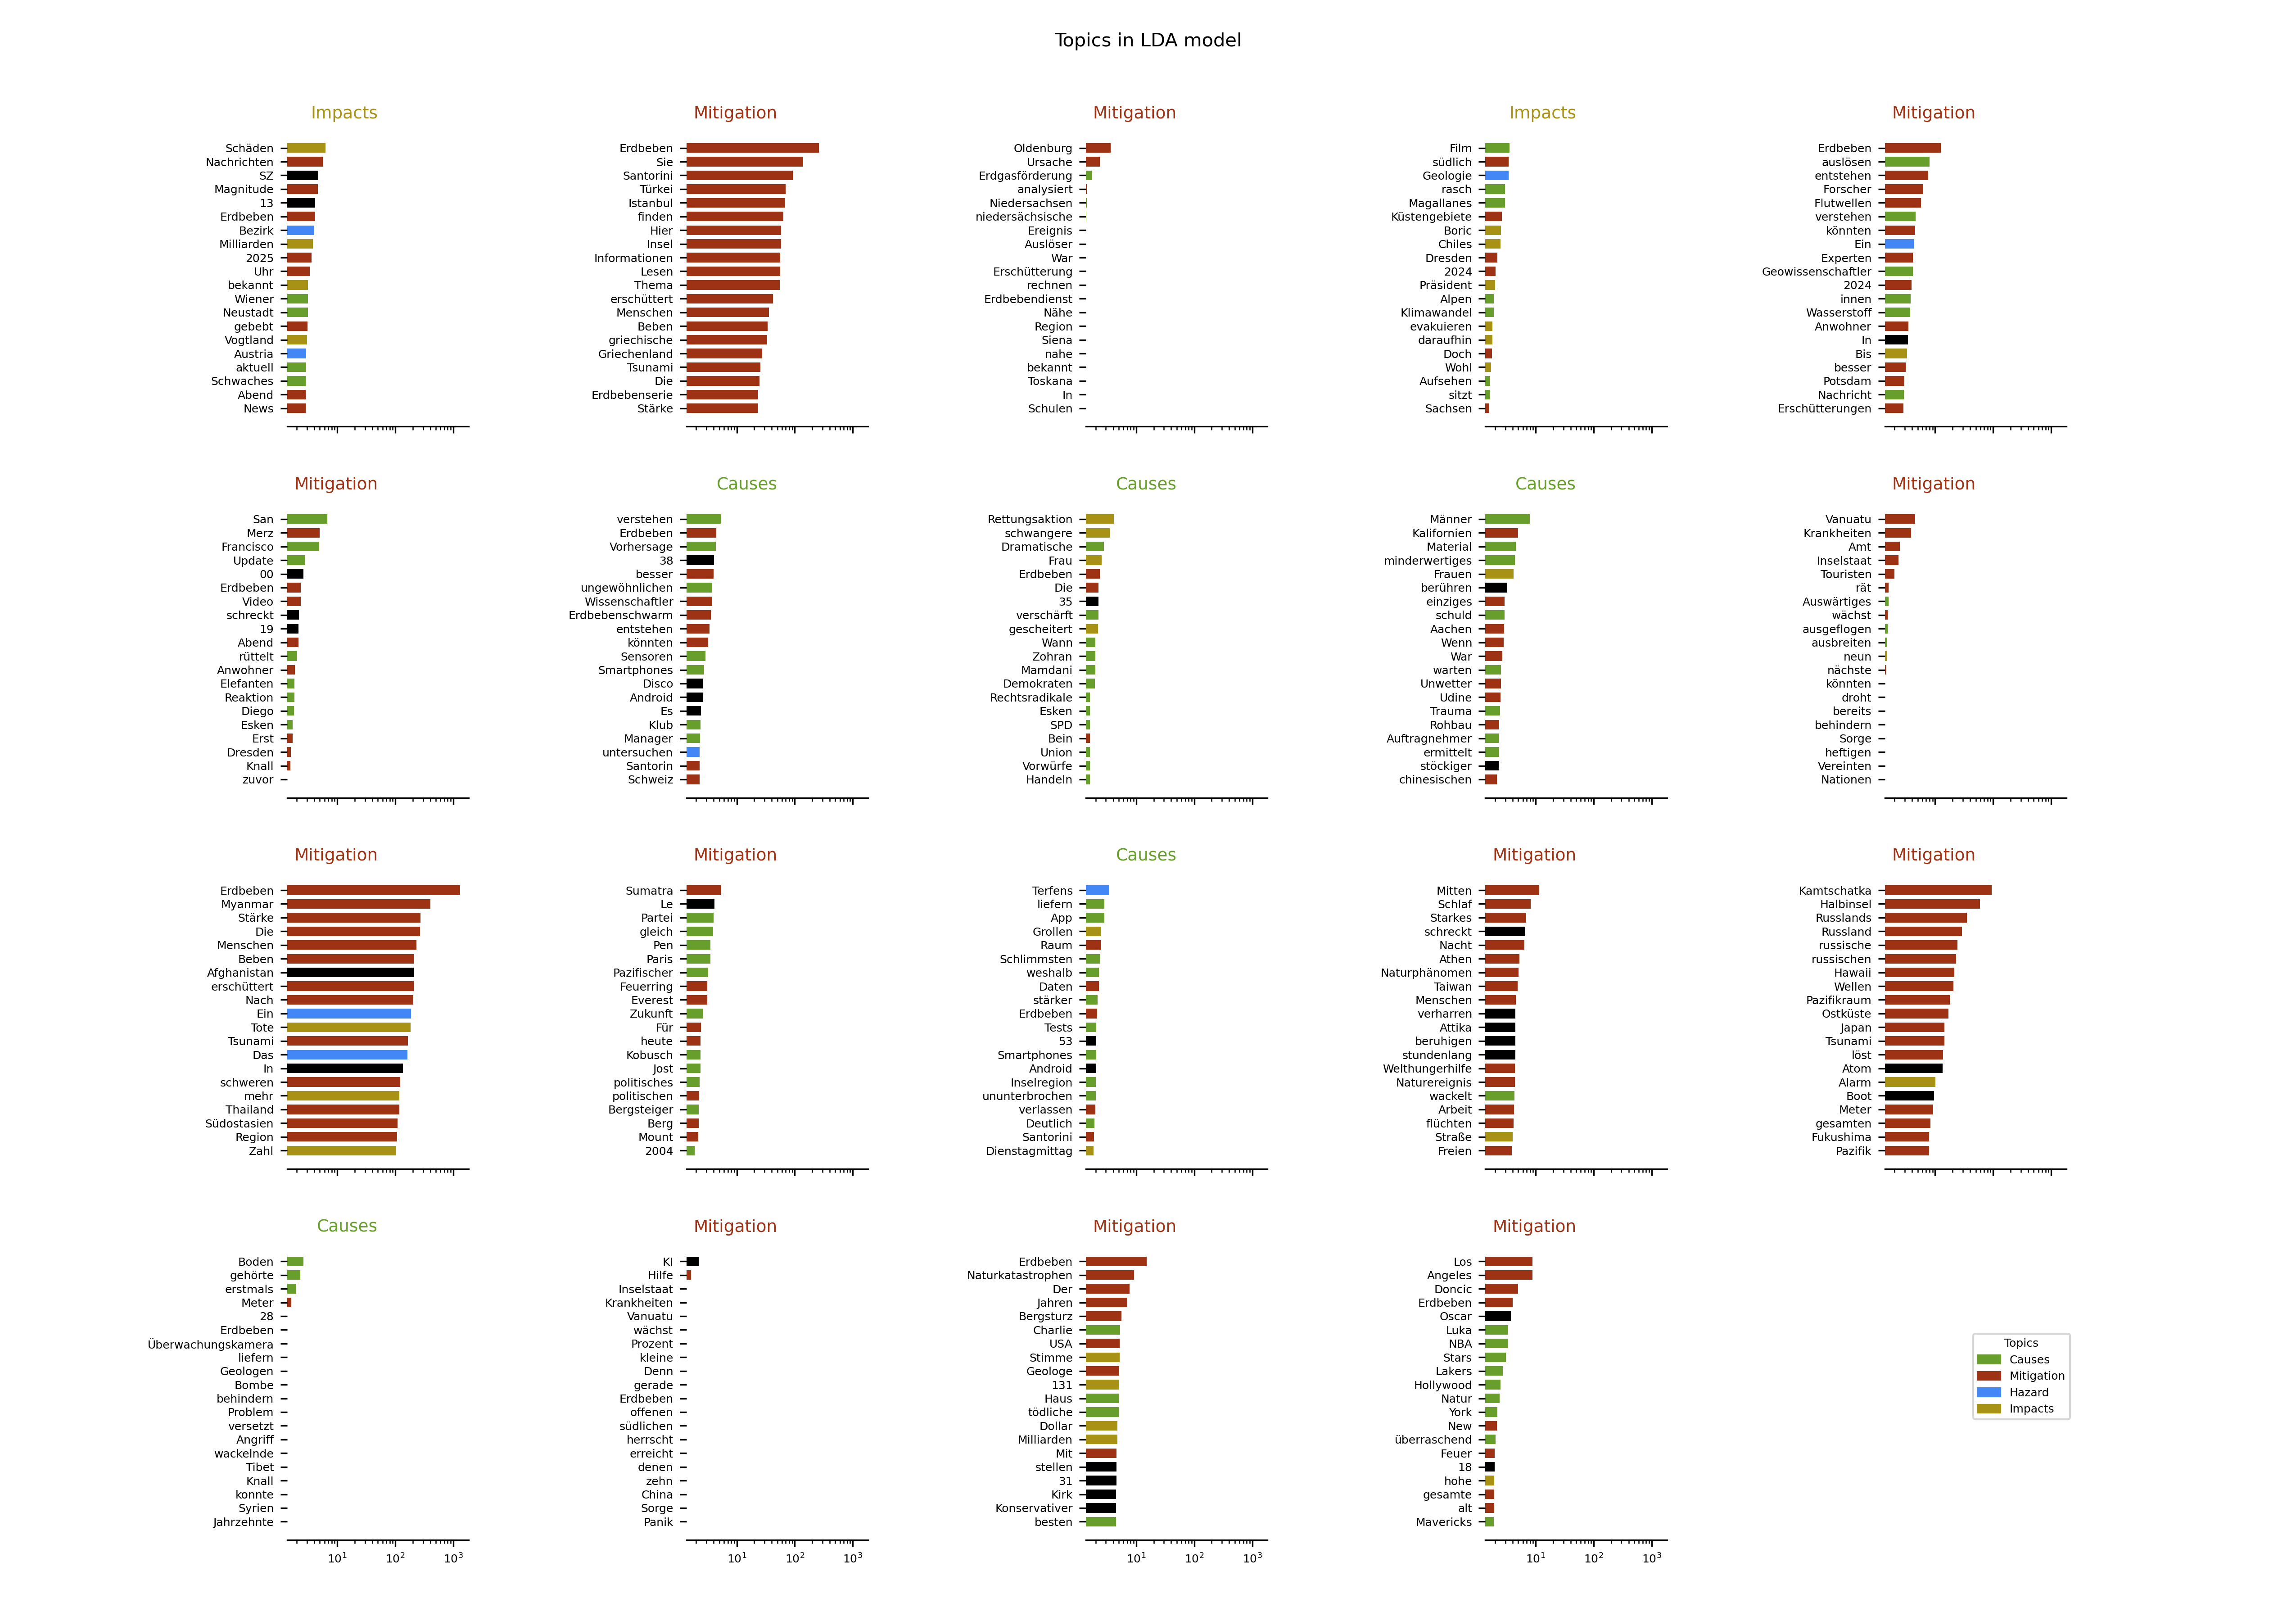 Topics in LDA model
Impacts
Schäden
Nachrichten
SZ
Magnitude
13
Erdbeben
Bezirk
Milliarden
2025
Uhr
bekannt
Wiener
Neustadt
gebebt
Vogtland
Austria
aktuell
Schwaches
Abend
News
Mitigation
Erdbeben
Sie
Santorini
Türkei
Istanbul
finden
Hier
Insel
Informationen
Lesen
Thema
erschüttert
Menschen
Beben
griechische
Griechenland
Tsunami
Die
Erdbebenserie
Stärke
Mitigation
Oldenburg
Ursache
Erdgasförderung
analysiert
Niedersachsen
niedersächsische
Ereignis
Auslöser
War
Erschütterung
rechnen
Erdbebendienst
Nähe
Region
Siena
nahe
bekannt
Toskana
In
Schulen
Impacts
Film
südlich
Geologie
rasch
Magallanes
Küstengebiete
Boric
Chiles
Dresden
2024
Präsident
Alpen
Klimawandel
evakuieren
daraufhin
Doch
Wohl
Aufsehen
sitzt
Sachsen
Mitigation
Erdbeben
auslösen
entstehen
Forscher
Flutwellen
verstehen
könnten
Ein
Experten
Geowissenschaftler
2024
innen
Wasserstoff
Anwohner
In
Bis
besser
Potsdam
Nachricht
Erschütterungen
Mitigation
San
Merz
Francisco
Update
00
Erdbeben
Video
schreckt
19
Abend
rüttelt
Anwohner
Elefanten
Reaktion
Diego
Esken
Erst
Dresden
Knall
zuvor
Causes
verstehen
Erdbeben
Vorhersage
38
besser
ungewöhnlichen
Wissenschaftler
Erdbebenschwarm
entstehen
könnten
Sensoren
Smartphones
Disco
Android
Es
Klub
Manager
untersuchen
Santorin
Schweiz
Causes
Rettungsaktion
schwangere
Dramatische
Frau
Erdbeben
Die
35
verschärft
gescheitert
Wann
Zohran
Mamdani
Demokraten
Rechtsradikale
Esken
SPD
Bein
Union
Vorwürfe
Handeln
Causes
Männer
Kalifornien
Material
minderwertiges
Frauen
berühren
einziges
schuld
Aachen
Wenn
War
warten
Unwetter
Udine
Trauma
Rohbau
Auftragnehmer
ermittelt
stöckiger
chinesischen
Mitigation
Vanuatu
Krankheiten
Amt
Inselstaat
Touristen
rät
Auswärtiges
wächst
ausgeflogen
ausbreiten
neun
nächste
könnten
droht
bereits
behindern
Sorge
heftigen
Vereinten
Nationen
Mitigation
Erdbeben
Myanmar
Stärke
Die
Menschen
Beben
Afghanistan
erschüttert
Nach
Ein
Tote
Tsunami
Das
In
schweren
mehr
Thailand
Südostasien
Region
Zahl
Mitigation
Sumatra
Le
Partei
gleich
Pen
Paris
Pazifischer
Feuerring
Everest
Zukunft
Für
heute
Kobusch
Jost
politisches
politischen
Bergsteiger
Berg
Mount
2004
Causes
Terfens
liefern
App
Grollen
Raum
Schlimmsten
weshalb
Daten
stärker
Erdbeben
Tests
53
Smartphones
Android
Inselregion
ununterbrochen
verlassen
Deutlich
Santorini
Dienstagmittag
Mitigation
Mitten
Schlaf
Starkes
schreckt
Nacht
Athen
Naturphänomen
Taiwan
Menschen
verharren
Attika
beruhigen
stundenlang
Welthungerhilfe
Naturereignis
wackelt
Arbeit
flüchten
Straße
Freien
Mitigation
Kamtschatka
Halbinsel
Russlands
Russland
russische
russischen
Hawaii
Wellen
Pazifikraum
Ostküste
Japan
Tsunami
löst
Atom
Alarm
Boot
Meter
gesamten
Fukushima
Pazifik
Causes
Boden
gehörte
erstmals
Meter
28
Erdbeben
Überwachungskamera
liefern
Geologen
Bombe
behindern
Problem
versetzt
Angriff
wackelnde
Tibet
Knall
konnte
Syrien
Jahrzehnte
10¹ 10² 10³
Mitigation
KI
Hilfe
Inselstaat
Krankheiten
Vanuatu
wächst
Prozent
kleine
Denn
gerade
Erdbeben
offenen
südlichen
herrscht
erreicht
denen
zehn
China
Sorge
Panik
10¹ 10² 10³
Mitigation
Erdbeben
Naturkatastrophen
Der
Jahren
Bergsturz
Charlie
USA
Stimme
Geologe
131
Haus
tödliche
Dollar
Milliarden
Mit
stellen
31
Kirk
Konservativer
besten
10¹ 10² 10³
Mitigation
Los
Angeles
Doncic
Erdbeben
Oscar
Luka
NBA
Stars
Lakers
Hollywood
Natur
York
New
überraschend
Feuer
18
hohe
gesamte
alt
Mavericks
10¹ 10² 10³
Topics
Causes
Mitigation
Hazard
Impacts